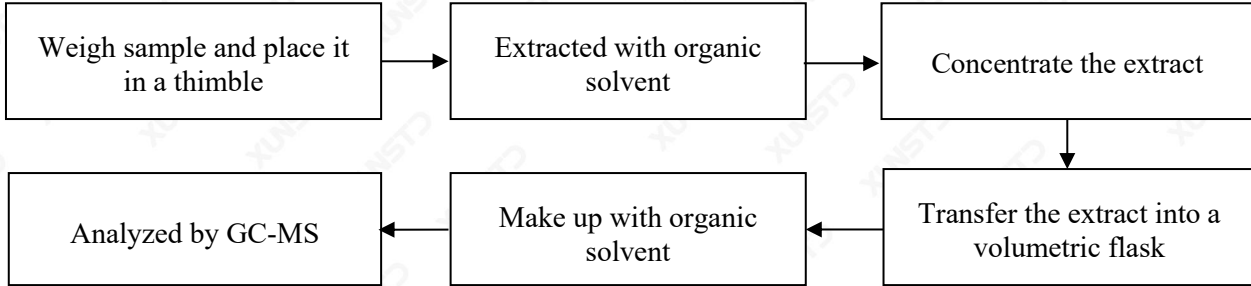 Weigh sample and place it
in a thimble
Extracted with organic
solvent
Concentrate the extract
Transfer the extract into a
volumetric flask
Make up with organic
solvent
Analyzed by GC-MS